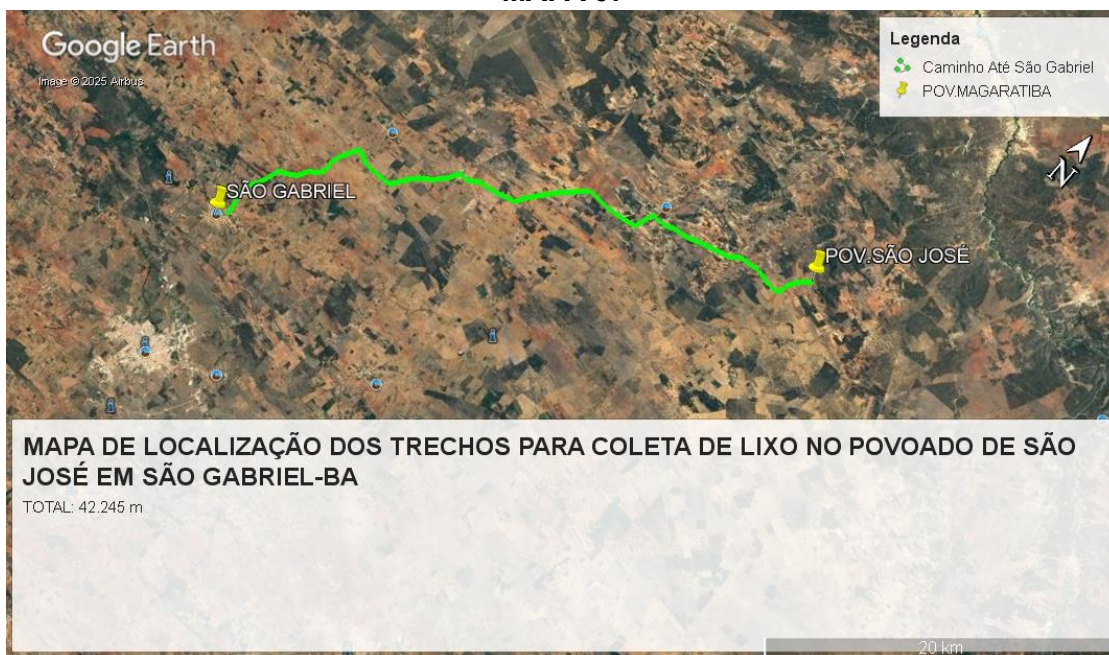 Google Earth
Image © 2025 Airbus
Legenda
Caminho Até São Gabriel
POV.MAGARATIBA
N
SÃO GABRIEL
POV.SÃO JOSÉ
MAPA DE LOCALIZAÇÃO DOS TRECHOS PARA COLETA DE LIXO NO POVOADO DE SÃO
JOSÉ EM SÃO GABRIEL-BA
TOTAL: 42.245 m
20 km